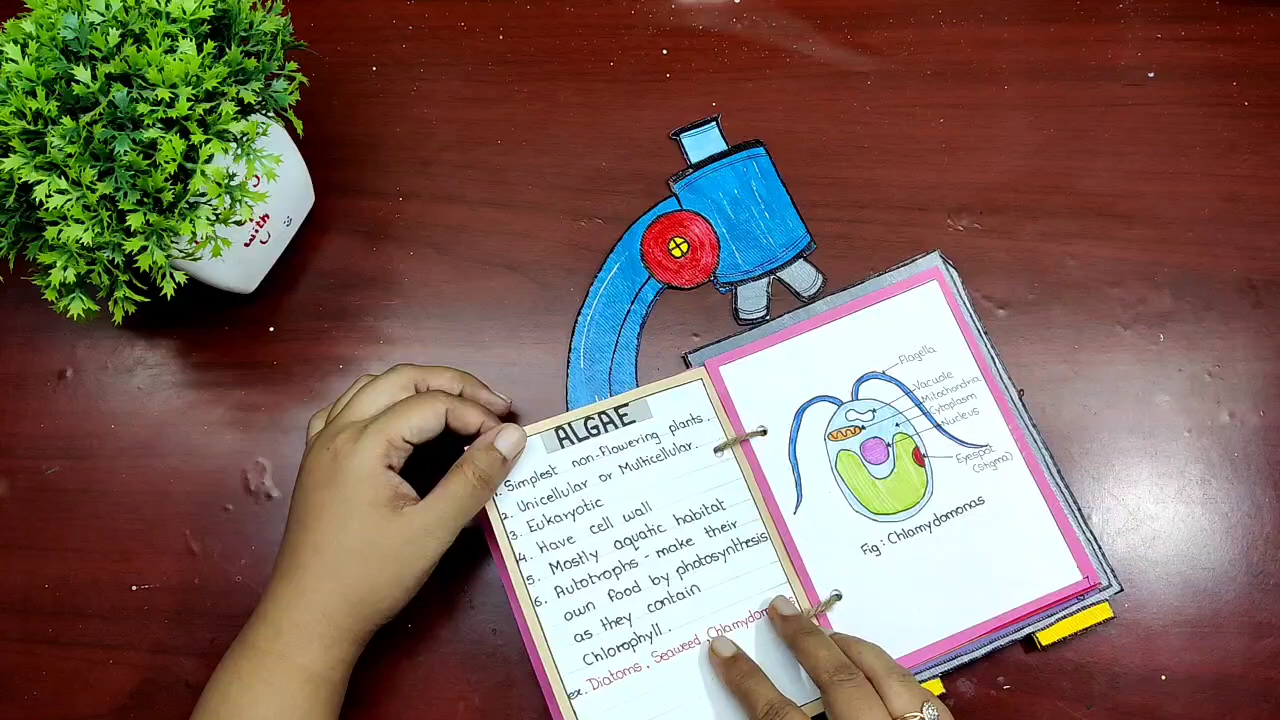 with
ALGAE
1. Simplest non-flowering plants.
2. Unicellular or Multicellular.
3. Eukaryotic
4. Have cell wall
5. Mostly aquatic habitat
6. Autotrophs - make their
own food by photosynthesis
as they contain
Chlorophyll.
ex. Diatoms, Seaweed, Chlamydomonas
Flagella
Vacuole
Mitochondria
Cytoplasm
Nucleus
Eyespot
(Stigma)
Fig: Chlamydomonas